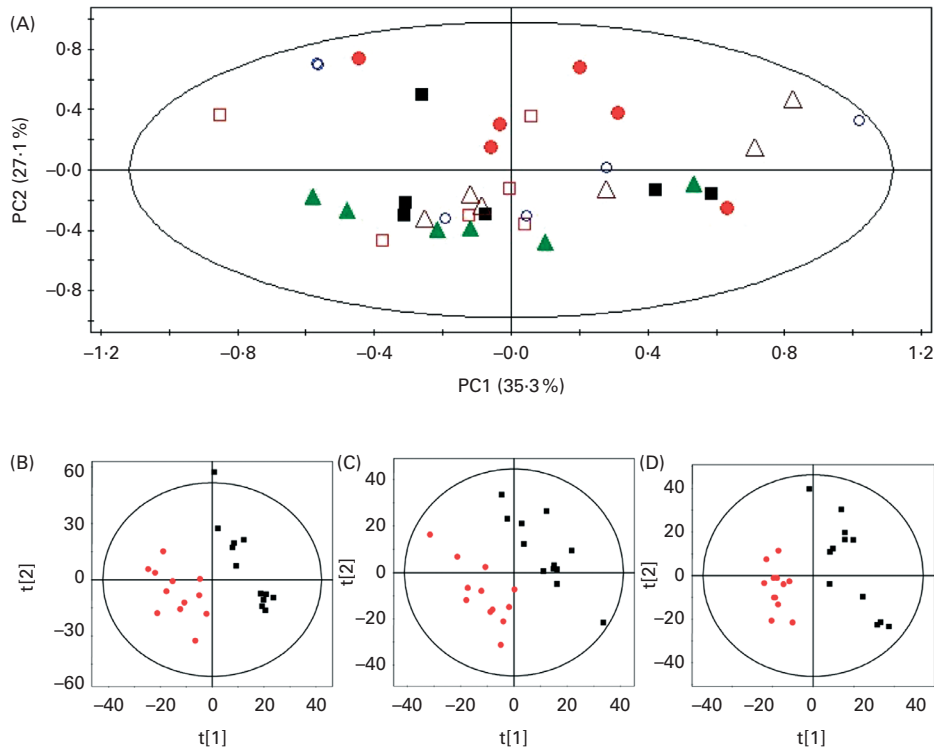 (A)
0·8
0·4
–0·0
–0·4
–0·8
PC2 (27·1 %)
–1·2 –0·8 –0·4 –0·0 0·4 0·8 1·2
PC1 (35·3 %)
(B)
60
30
0
–30
–60
t[2]
–40 –20 0 20 40
t[1]
(C)
40
20
0
–20
–40
t[2]
–40 –20 0 20 40
t[1]
(D)
40
20
0
–20
–40
t[2]
–40 –20 0 20 40
t[1]